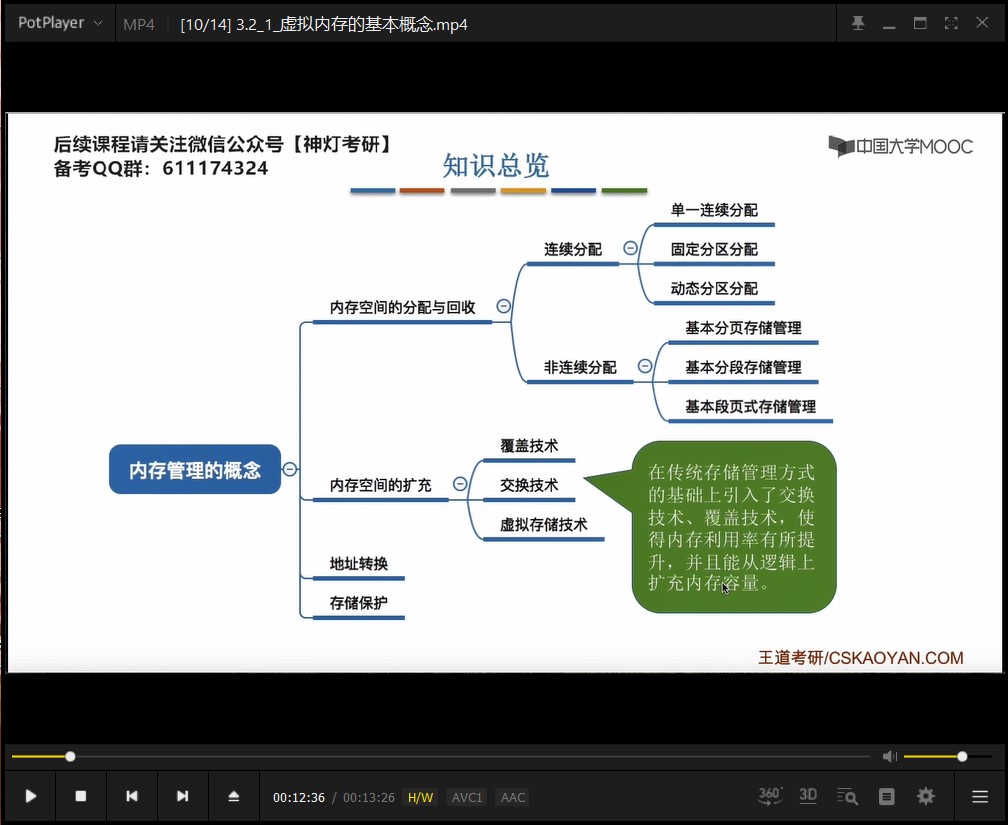 PotPlayer
MP4
[10/14] 3.2_1_虚拟内存的基本概念.mp4
后续课程请关注微信公众号【神灯考研】
备考QQ群：611174324
中国大学MOOC
知识总览
单一连续分配
连续分配
固定分区分配
动态分区分配
内存空间的分配与回收
基本分页存储管理
非连续分配
基本分段存储管理
基本段页式存储管理
内存管理的概念
覆盖技术
内存空间的扩充
交换技术
虚拟存储技术
地址转换
存储保护
在传统存储管理方式
的基础上引入了交换
技术、覆盖技术，使
得内存利用率有所提
升，并且能从逻辑上
扩充内存容量。
王道考研/CSKAOYAN.COM
00:12:36 / 00:13:26 H/W AVC1 AAC
360° 3D